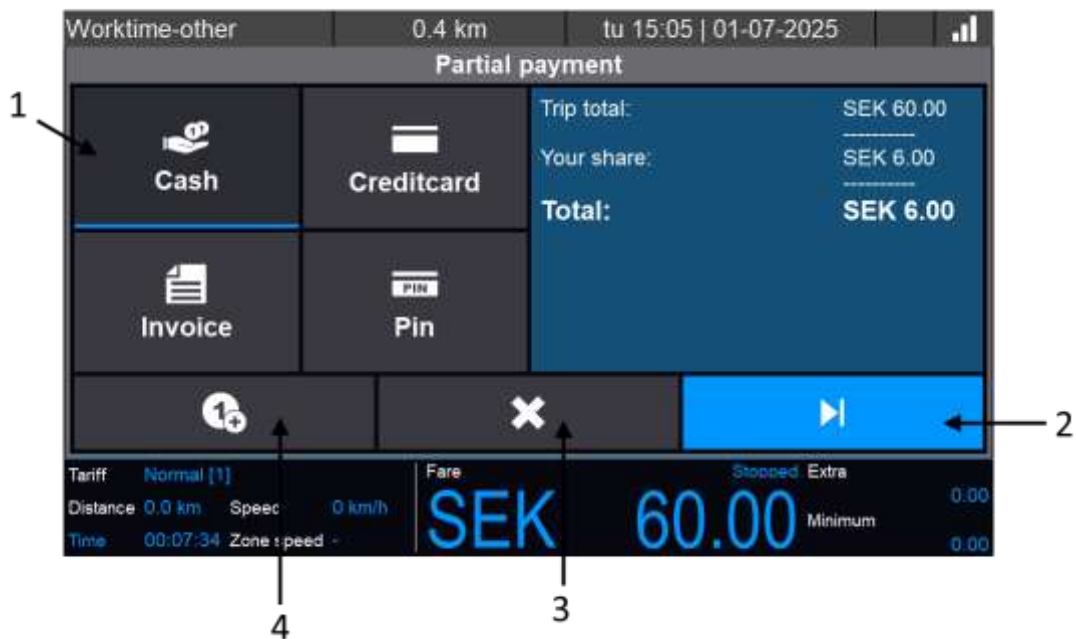 Worktime-other 0.4 km tu 15:05 | 01-07-2025
Partial payment
1
Cash
Creditcard
Invoice
PIN
Pin
Trip total: SEK 60.00
----------
Your share: SEK 6.00
----------
Total: SEK 6.00
1+
2
Tariff Normal [1]
Distance 0.0 km Speed 0 km/h
Time 00:07:34 Zone speed -
Fare Stopped
SEK 60.00
Extra 0.00
Minimum 0.00
4
3